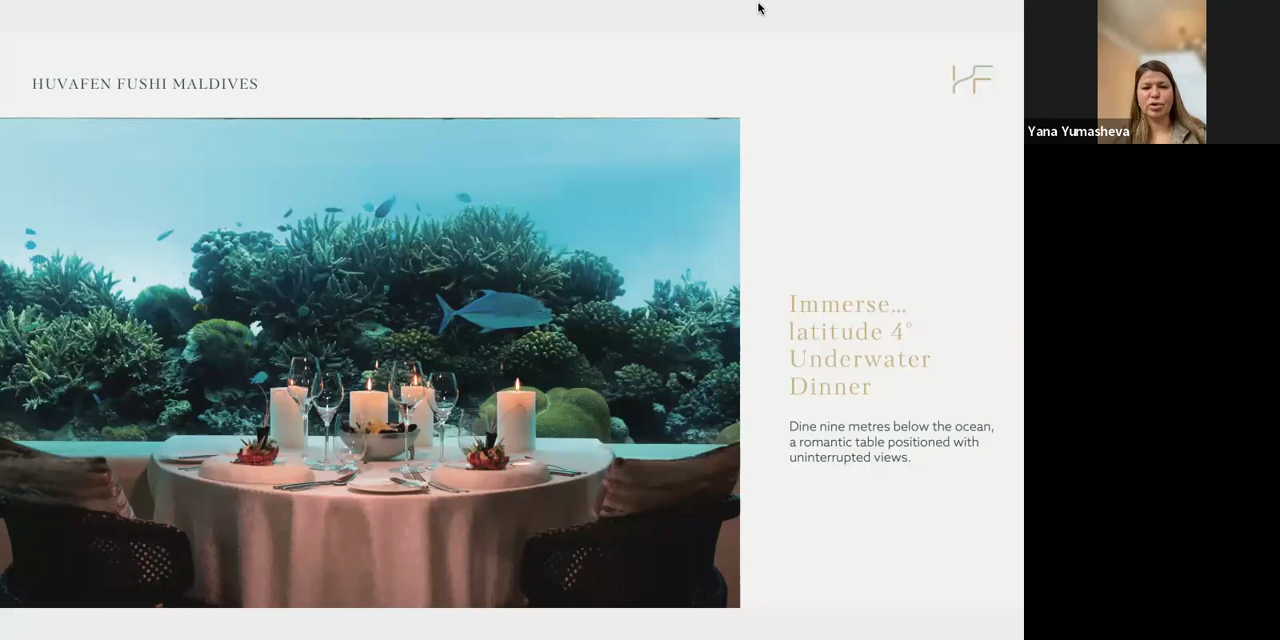 HUVAFEN FUSHI MALDIVES
HF
Immerse...
latitude 4°
Underwater
Dinner
Dine nine metres below the ocean,
a romantic table positioned with
uninterrupted views.
Yana Yumasheva